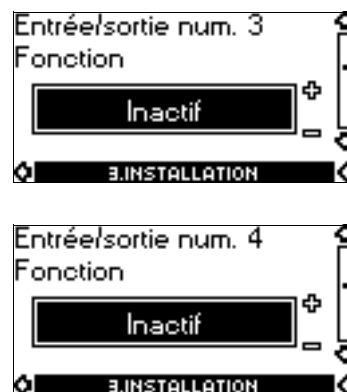 Entrée/sortie num. 3
Fonction
Inactif
3.INSTALLATION
Entrée/sortie num. 4
Fonction
Inactif
3.INSTALLATION